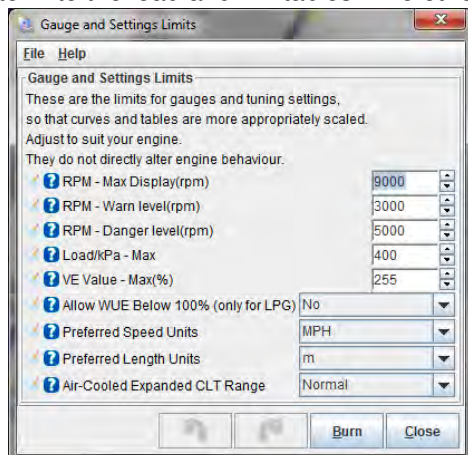 Gauge and Settings Limits
File Help
Gauge and Settings Limits
These are the limits for gauges and tuning settings,
so that curves and tables are more appropriately scaled.
Adjust to suit your engine.
They do not directly alter engine behaviour.
RPM - Max Display(rpm) 9000
RPM - Warn level(rpm) 3000
RPM - Danger level(rpm) 5000
Load/kPa - Max 400
VE Value - Max(%) 255
Allow WUE Below 100% (only for LPG) No
Preferred Speed Units MPH
Preferred Length Units m
Air-Cooled Expanded CLT Range Normal
Burn Close